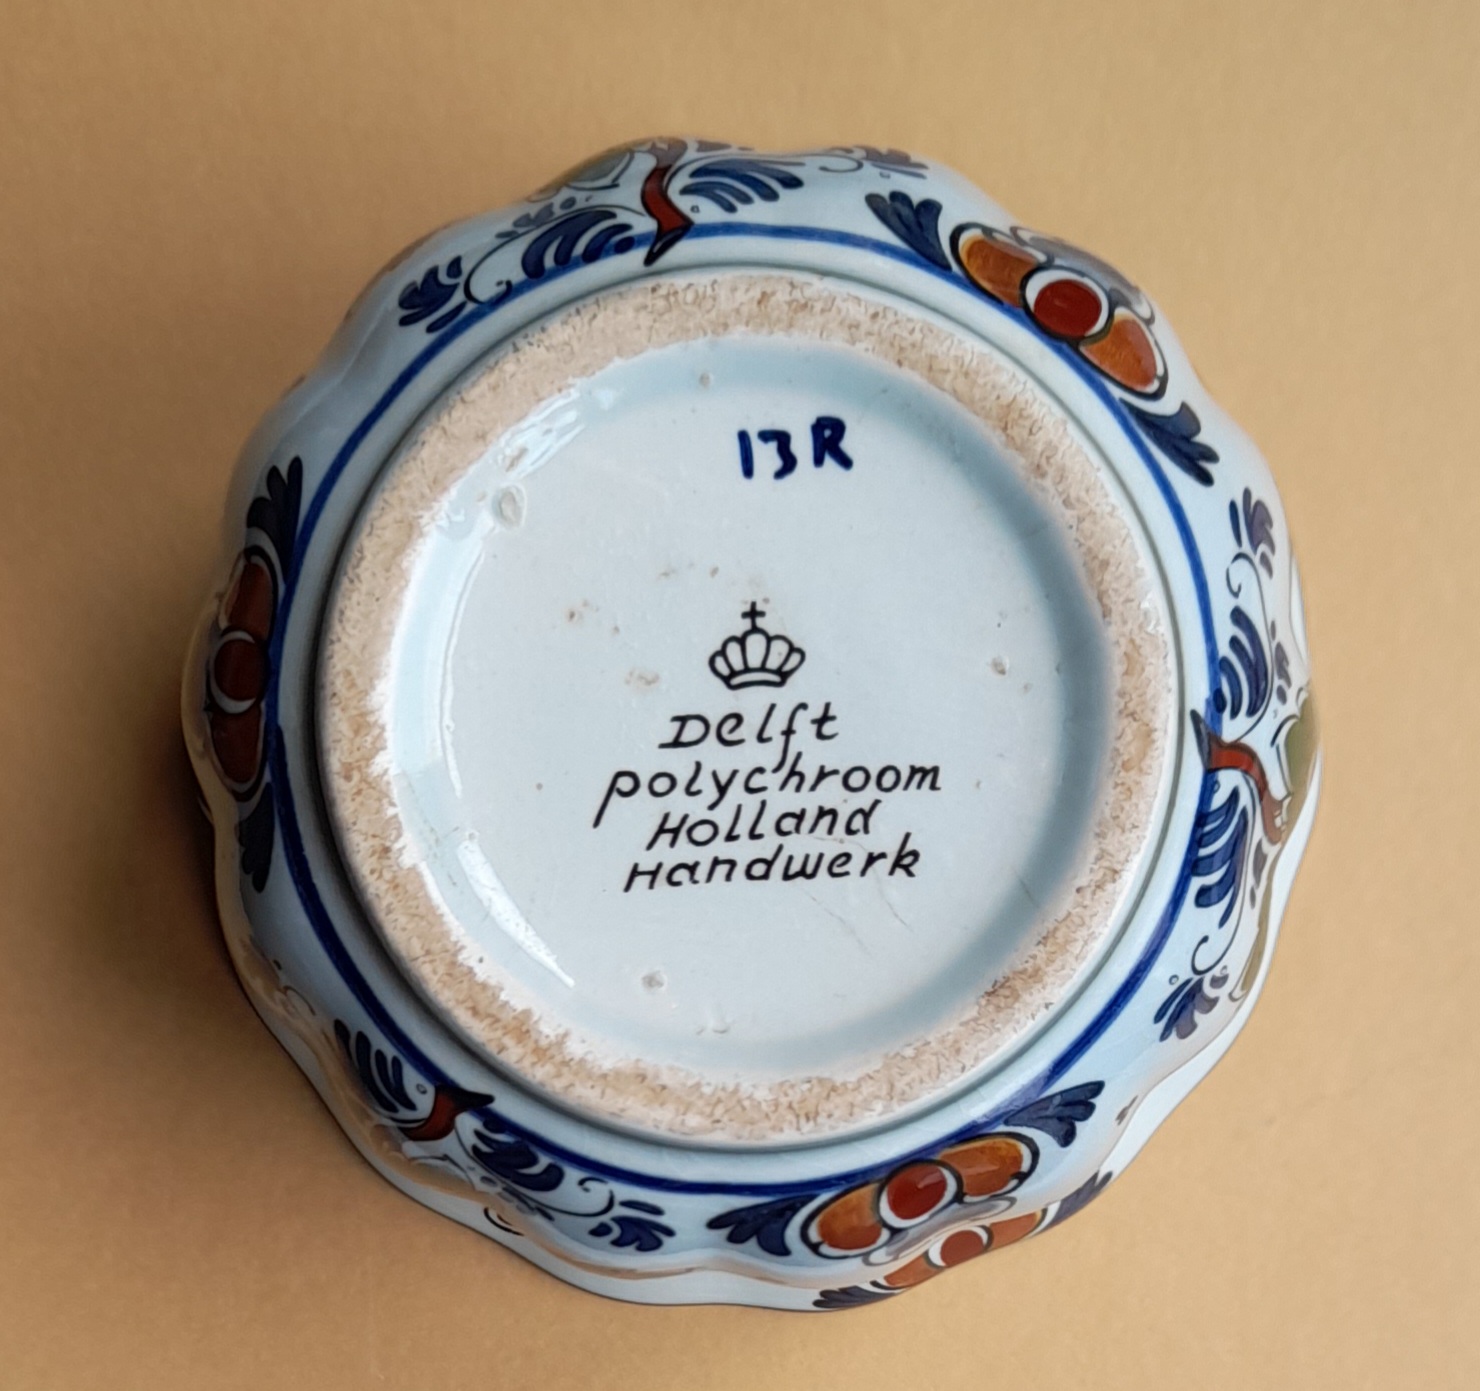 13R
Delft
polychroom
Holland
Handwerk